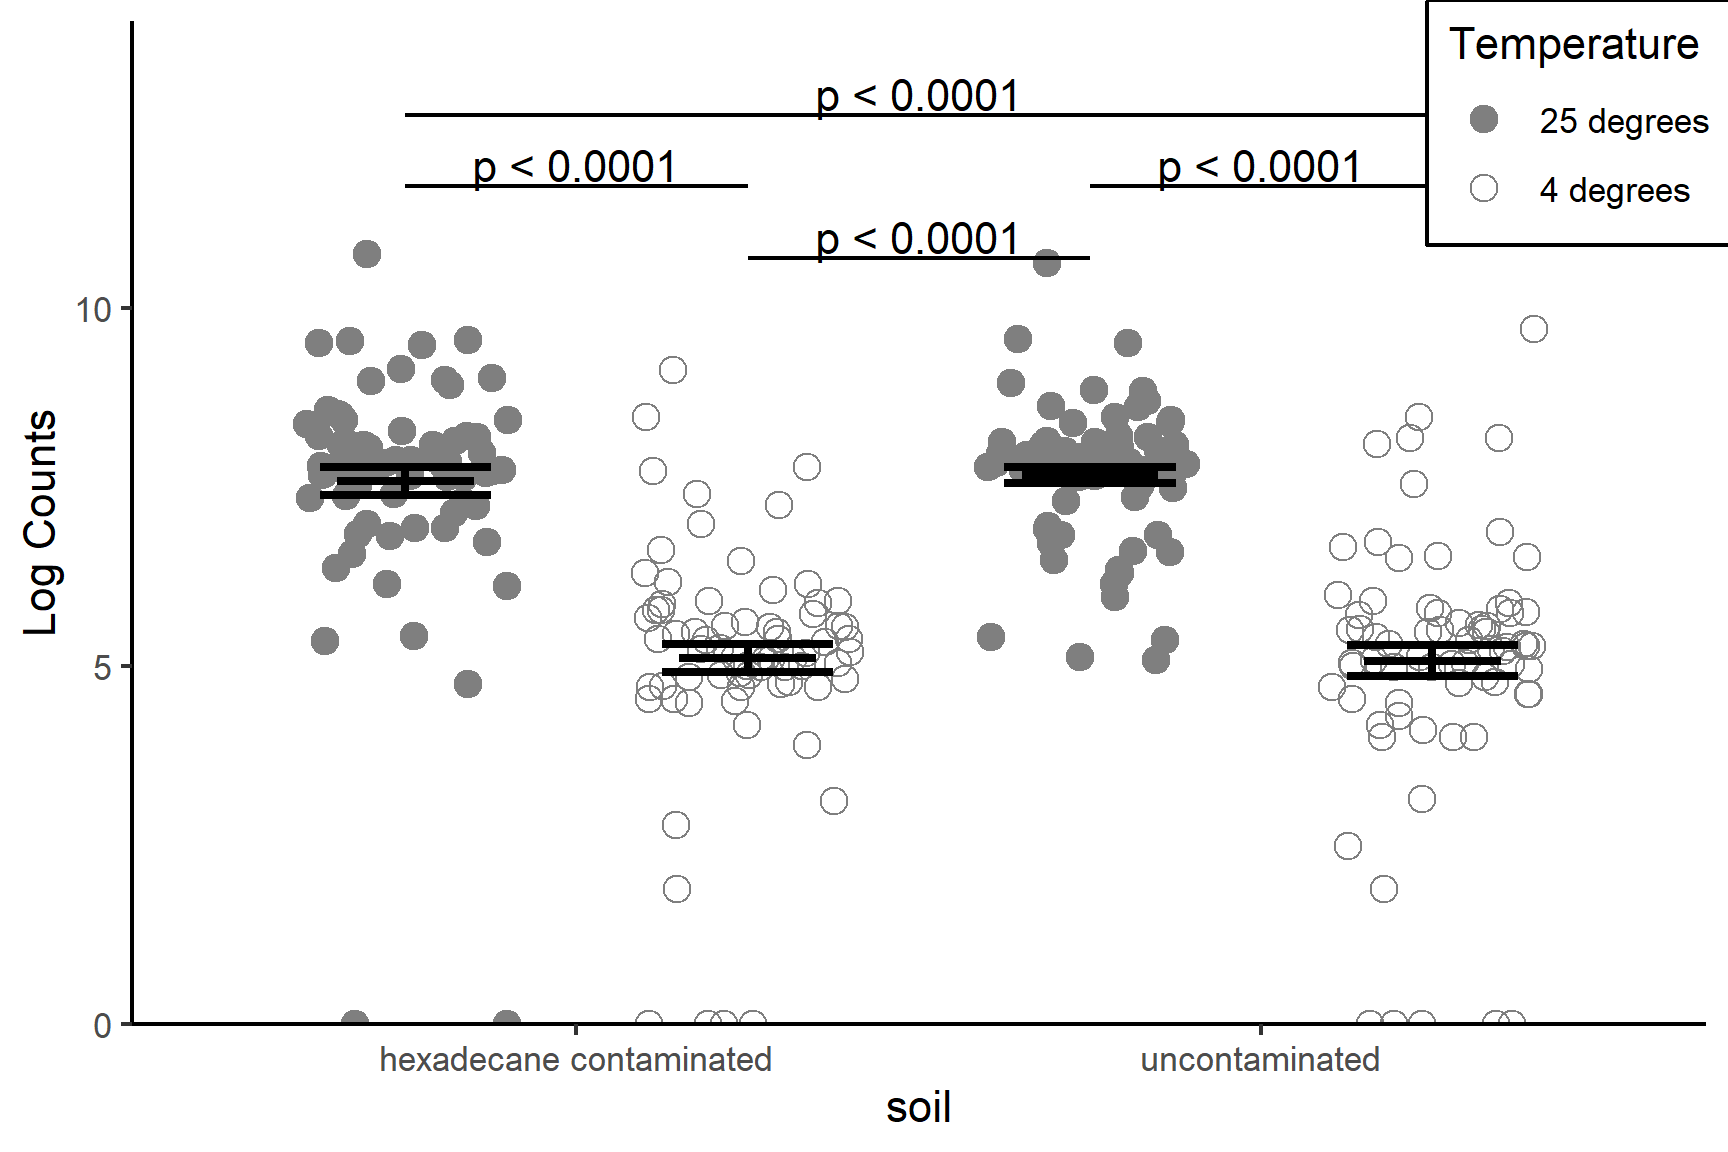 Temperature
25 degrees
4 degrees
p < 0.0001
p < 0.0001
p < 0.0001
p < 0.0001
Log Counts
10
5
0
hexadecane contaminated
uncontaminated
soil